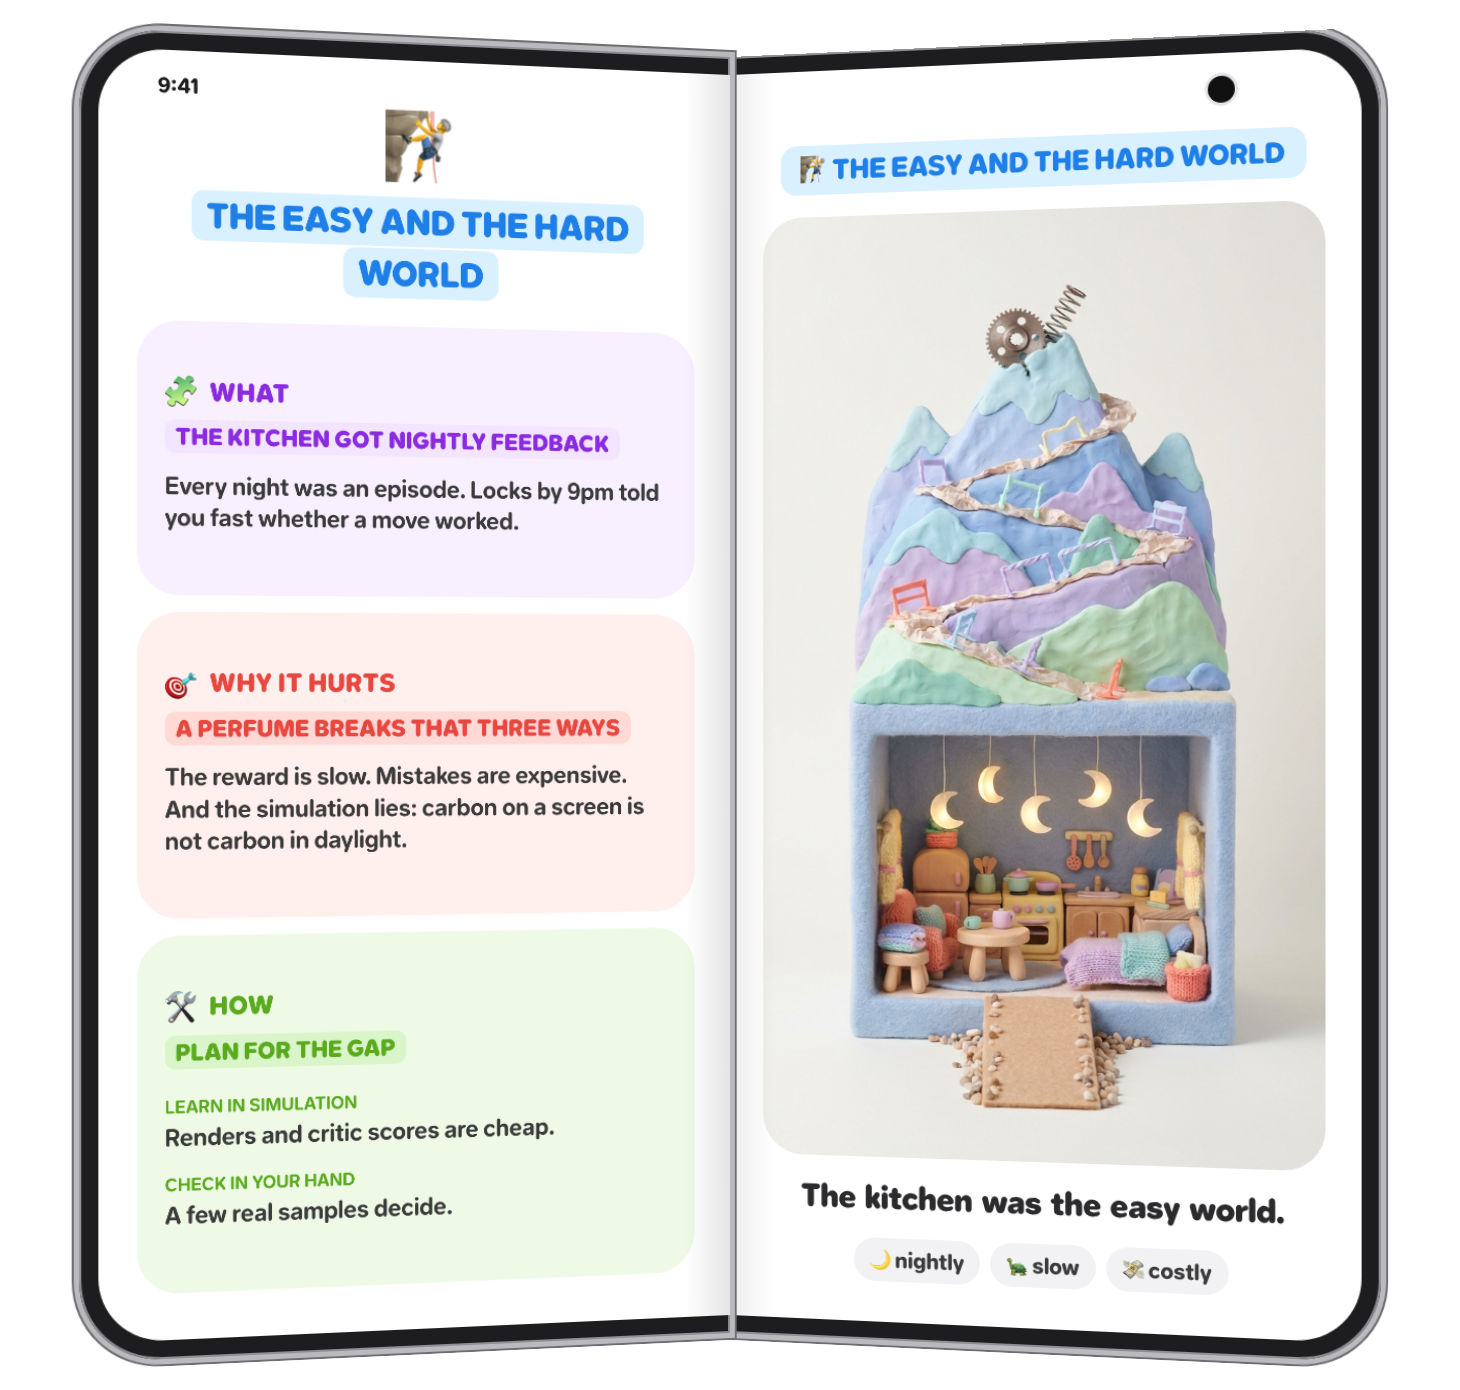 9:41
THE EASY AND THE HARD
WORLD
WHAT
THE KITCHEN GOT NIGHTLY FEEDBACK
Every night was an episode. Locks by 9pm told
you fast whether a move worked.
WHY IT HURTS
A PERFUME BREAKS THAT THREE WAYS
The reward is slow. Mistakes are expensive.
And the simulation lies: carbon on a screen is
not carbon in daylight.
HOW
PLAN FOR THE GAP
LEARN IN SIMULATION
Renders and critic scores are cheap.
CHECK IN YOUR HAND
A few real samples decide.
THE EASY AND THE HARD WORLD
The kitchen was the easy world.
nightly
slow
costly